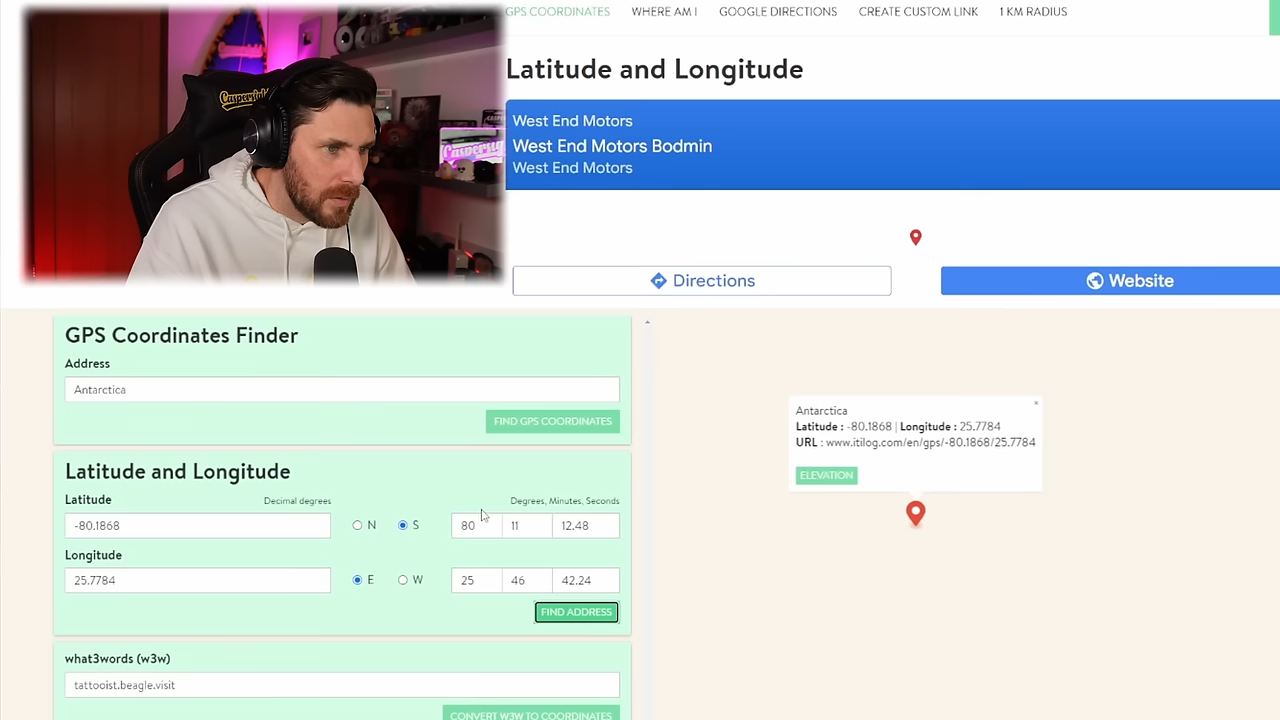 GPS COORDINATES WHERE AM I GOOGLE DIRECTIONS CREATE CUSTOM LINK 1 KM RADIUS
Latitude and Longitude
West End Motors
West End Motors Bodmin
West End Motors
Directions
Website
GPS Coordinates Finder
Address
Antarctica
FIND GPS COORDINATES
Latitude and Longitude
Latitude Decimal degrees Degrees, Minutes, Seconds
-80.1868 N S 80 11 12.48
Longitude
25.7784 E W 25 46 42.24
FIND ADDRESS
what3words (w3w)
tattooist.beagle.visit
CONVERT W3W TO COORDINATES
Antarctica ×
Latitude : -80.1868 | Longitude : 25.7784
URL : www.itilog.com/en/gps/-80.1868/25.7784
ELEVATION